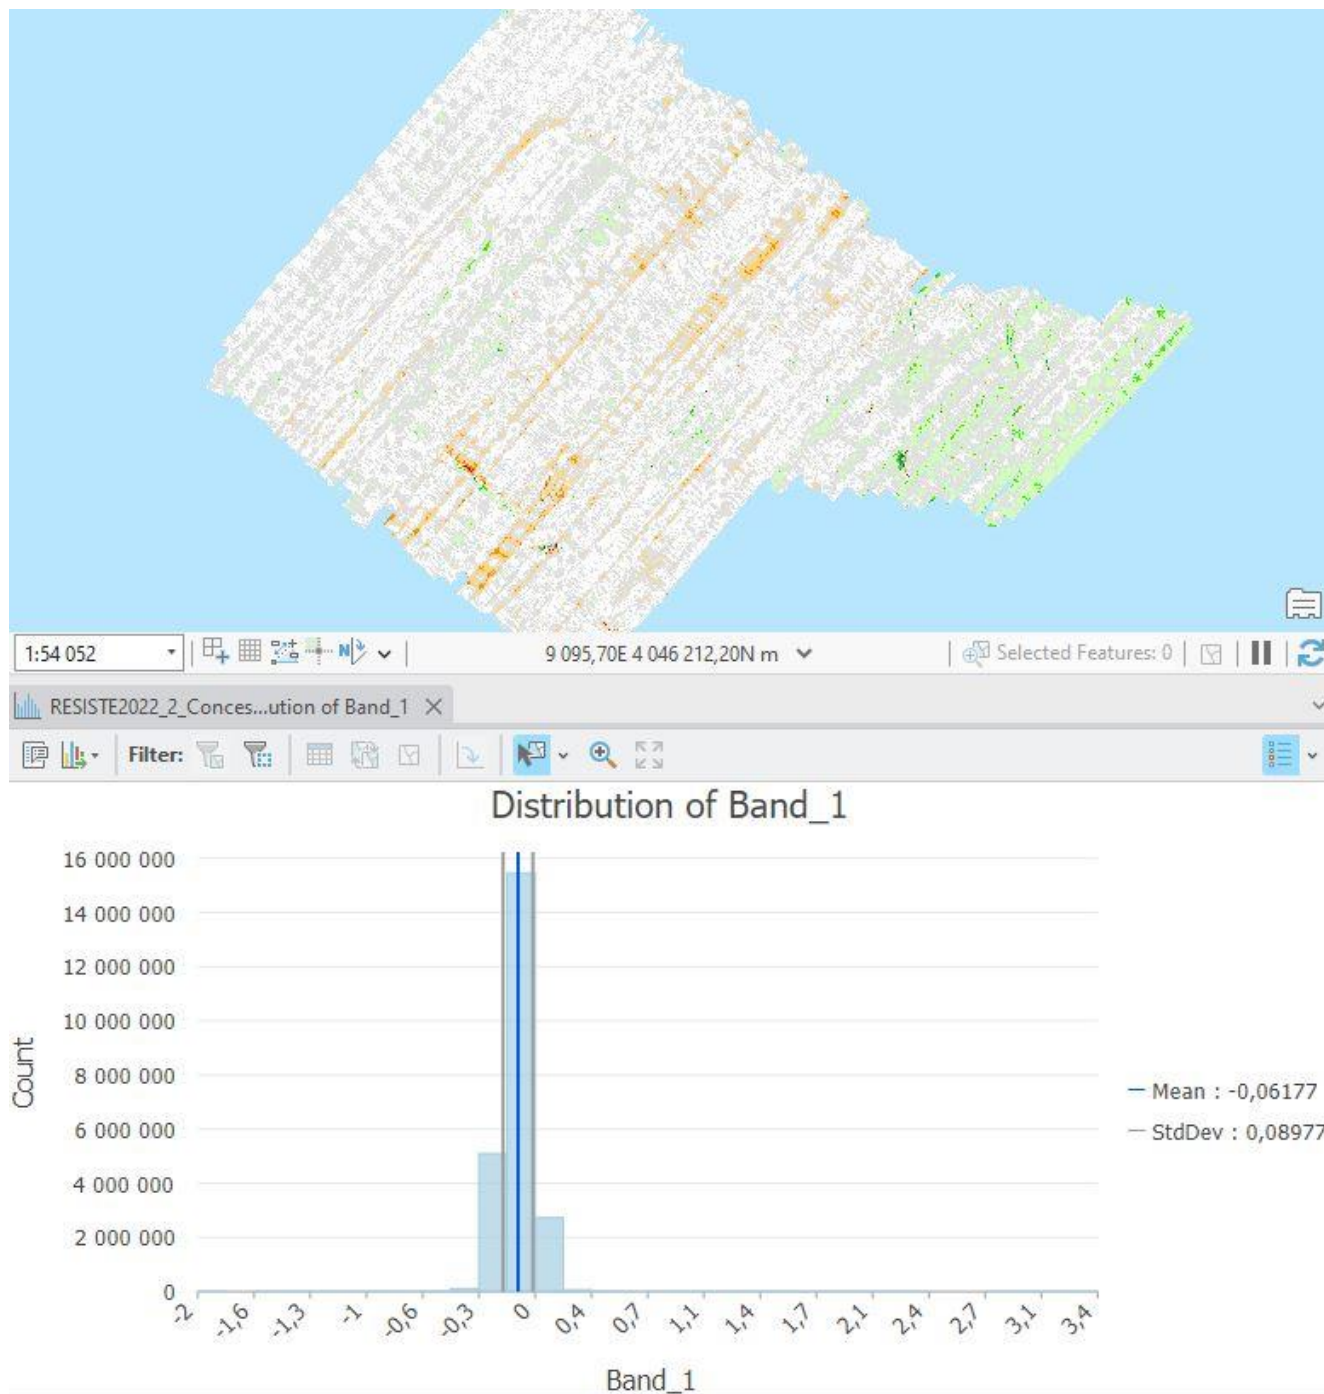 1:54 052
N
9 095,70E 4 046 212,20N m
Selected Features: 0
RESISTE2022_2_Conces...ution of Band_1
Filter:
Distribution of Band_1
16 000 000
14 000 000
12 000 000
10 000 000
8 000 000
6 000 000
4 000 000
2 000 000
0
Count
-2 -1,6 -1,3 -1 -0,6 -0,3 0 0,4 0,7 1,1 1,4 1,7 2,1 2,4 2,7 3,1 3,4
Band_1
Mean : -0,06177
StdDev : 0,08977